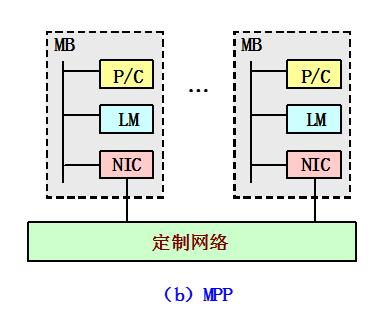 MB MB
P/C P/C
...
LM LM
NIC NIC
定制网络
（b）MPP